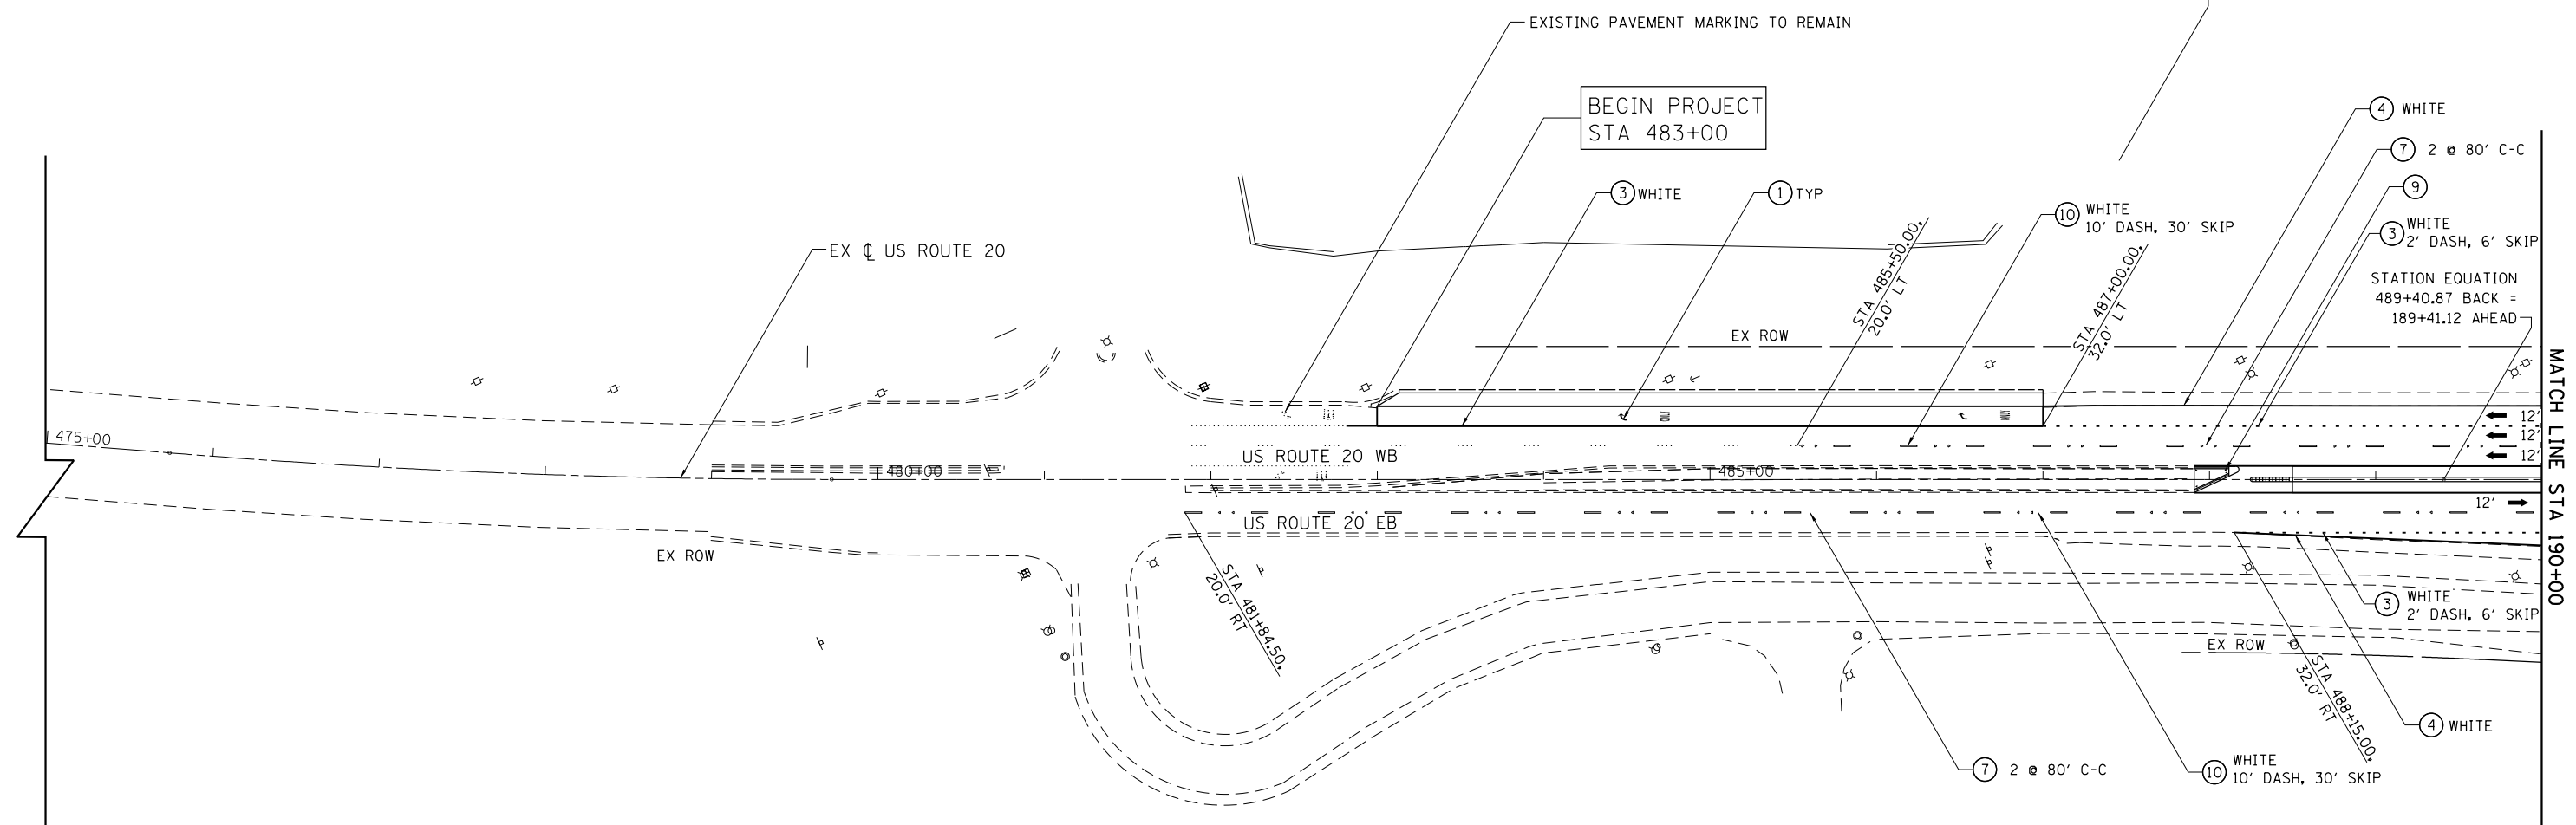 EXISTING PAVEMENT MARKING TO REMAIN
BEGIN PROJECT
STA 483+00
4 WHITE
7 2 @ 80' C-C
9
3 WHITE
1 TYP
10 WHITE
10' DASH, 30' SKIP
3 WHITE
2' DASH, 6' SKIP
EX ℄ US ROUTE 20
STA 485+50.00,
20.0' LT
STA 487+00.00,
32.0' LT
STATION EQUATION
489+40.87 BACK =
189+41.12 AHEAD
EX ROW
MATCH LINE STA 190+00
12'
12'
12'
475+00
US ROUTE 20 WB
480+00
485+00
12'
US ROUTE 20 EB
EX ROW
STA 481+84.50,
20.0' RT
3 WHITE
2' DASH, 6' SKIP
EX ROW
STA 488+15.00,
32.0' RT
4 WHITE
7 2 @ 80' C-C
10 WHITE
10' DASH, 30' SKIP